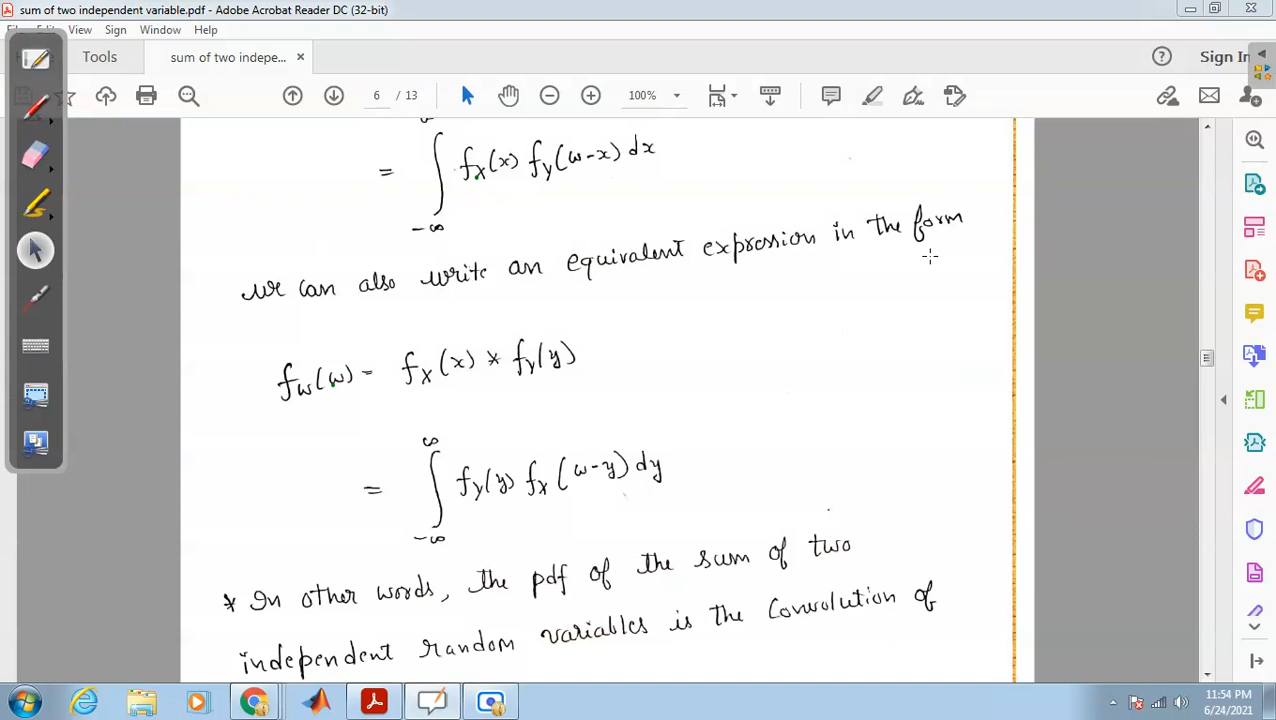 sum of two independent variable.pdf - Adobe Acrobat Reader DC (32-bit)
View Sign Window Help
Tools sum of two indepe... × Sign In
6 / 13 100%
∞
= ∫ fX(x) fY(w-x) dx
-∞
We can also write an equivalent expression in the form
fw(w) = fX(x) * fY(y)
∞
= ∫ fY(y) fX(w-y) dy
-∞
* In other words, the pdf of the sum of two
independent random variables is the Convolution of
11:54 PM
6/24/2021